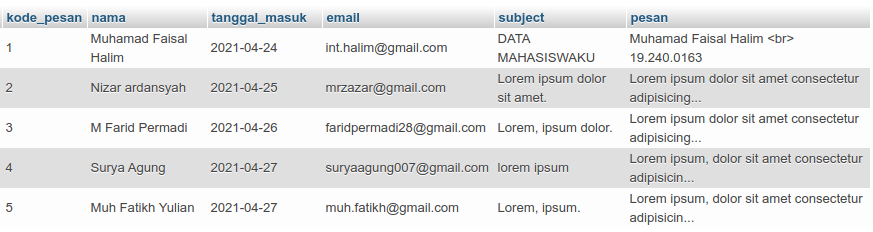 kode_pesan nama tanggal_masuk email subject pesan
1 Muhamad Faisal Halim 2021-04-24 int.halim@gmail.com DATA MAHASISWAKU Muhamad Faisal Halim <br> 19.240.0163
2 Nizar ardansyah 2021-04-25 mrzazar@gmail.com Lorem ipsum dolor sit amet. Lorem ipsum dolor sit amet consectetur adipisicing...
3 M Farid Permadi 2021-04-26 faridpermadi28@gmail.com Lorem, ipsum dolor. Lorem ipsum dolor sit amet consectetur adipisicing...
4 Surya Agung 2021-04-27 suryaagung007@gmail.com lorem ipsum Lorem ipsum, dolor sit amet consectetur adipisicin...
5 Muh Fatikh Yulian 2021-04-27 muh.fatikh@gmail.com Lorem, ipsum. Lorem ipsum, dolor sit amet consectetur adipisicin...